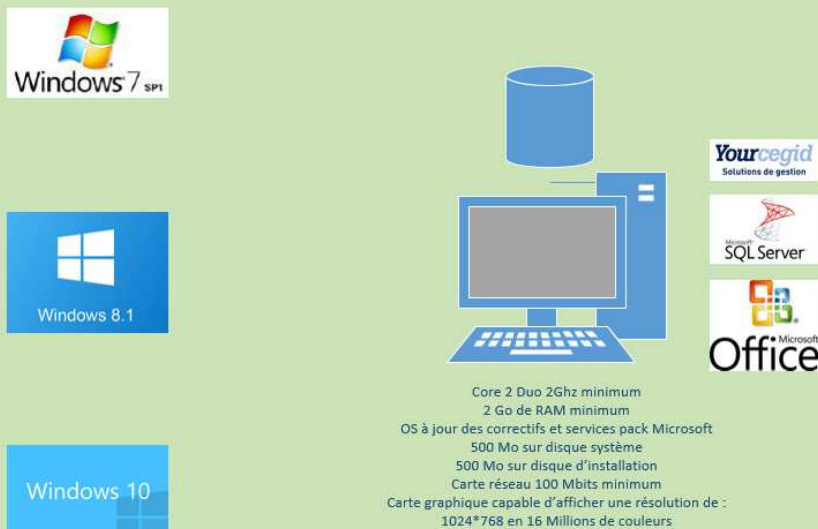 Windows 7 SP1
Windows 8.1
Windows 10
Yourcegid
Solutions de gestion
Microsoft
SQL Server
Microsoft
Office
Core 2 Duo 2Ghz minimum
2 Go de RAM minimum
OS à jour des correctifs et services pack Microsoft
500 Mo sur disque système
500 Mo sur disque d'installation
Carte réseau 100 Mbits minimum
Carte graphique capable d'afficher une résolution de :
1024*768 en 16 Millions de couleurs